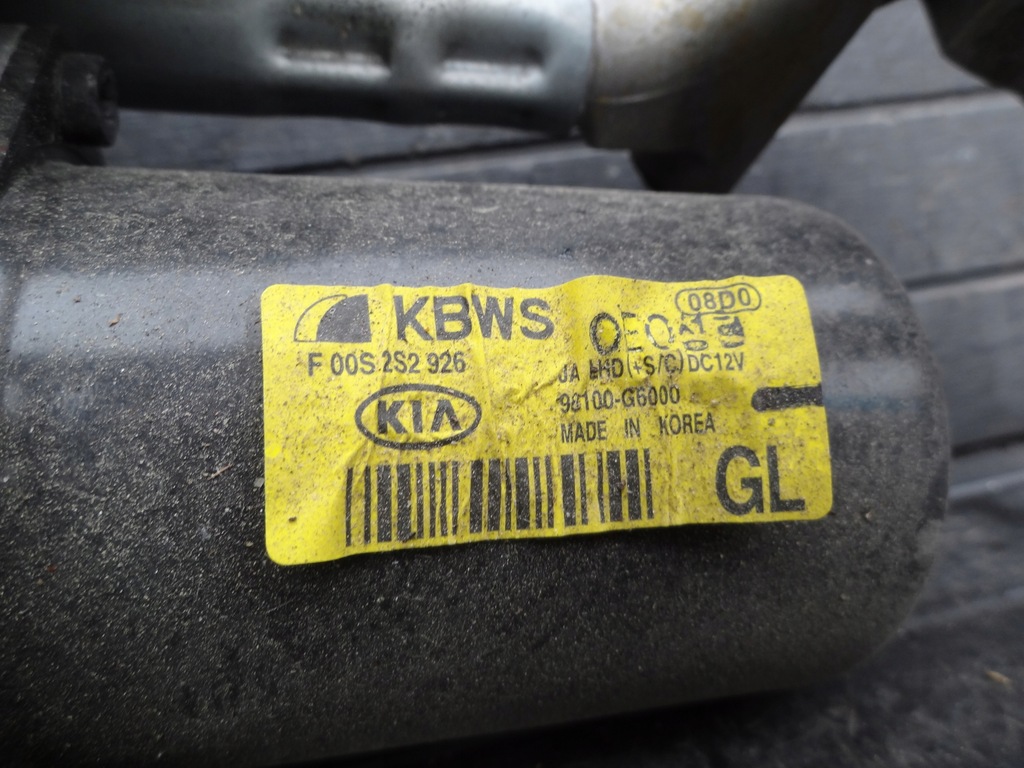 KBWS
08D0
F 00S 2S2 926
JA LHD (+S/C) DC12V
KIA
98100-G6000
MADE IN KOREA
GL